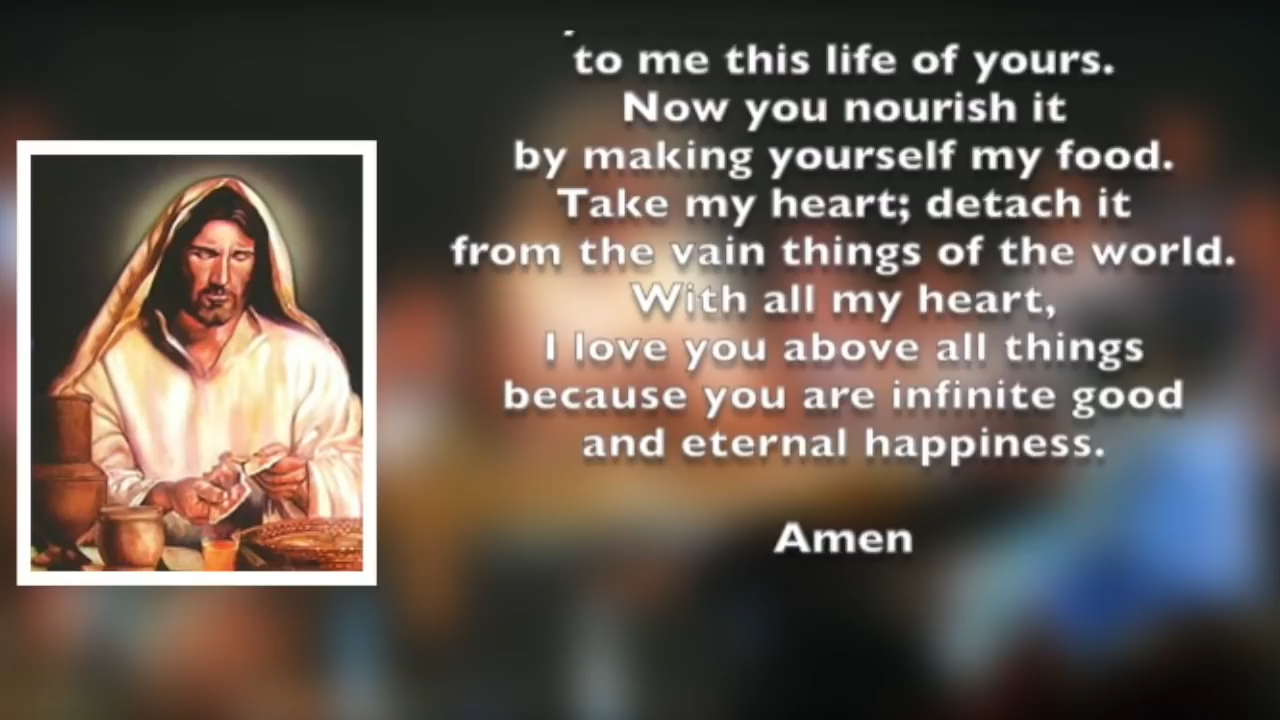 to me this life of yours.
Now you nourish it
by making yourself my food.
Take my heart; detach it
from the vain things of the world.
With all my heart,
I love you above all things
because you are infinite good
and eternal happiness.
Amen